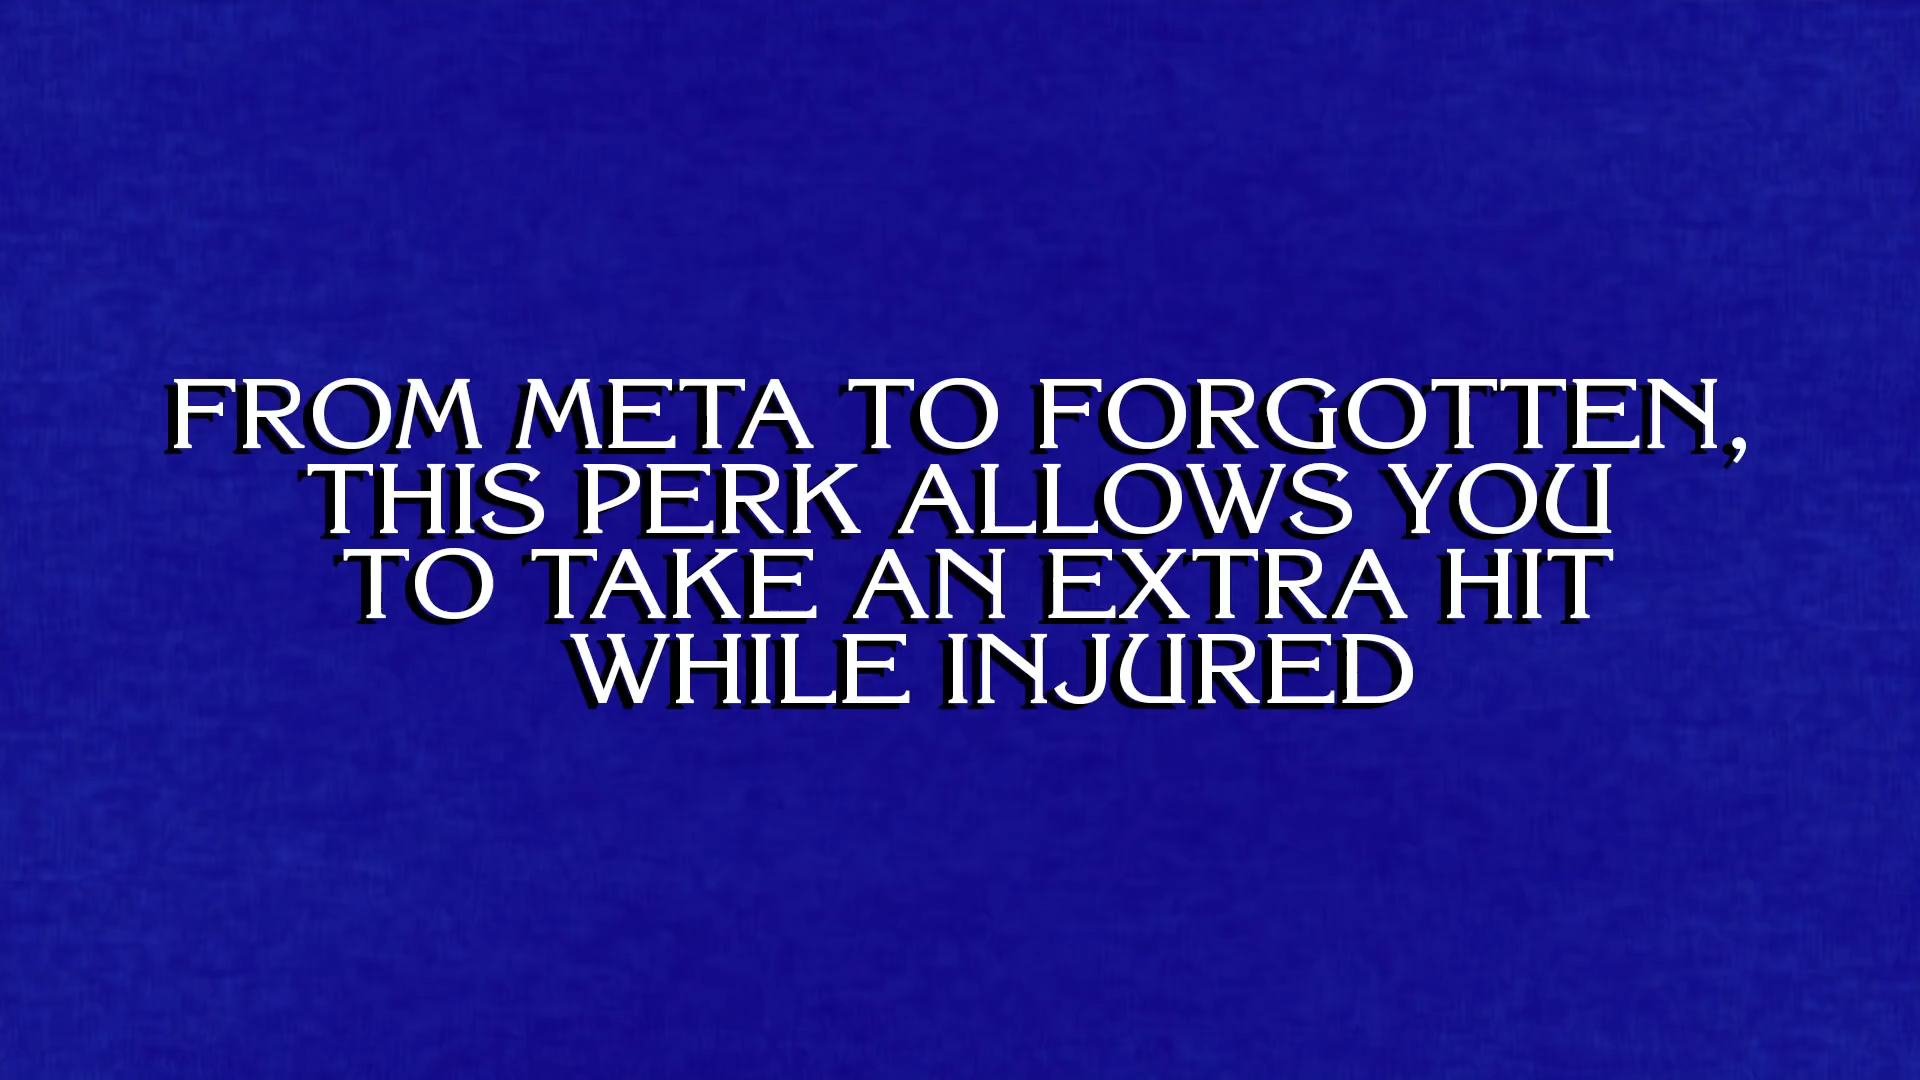 FROM META TO FORGOTTEN,
THIS PERK ALLOWS YOU
TO TAKE AN EXTRA HIT
WHILE INJURED